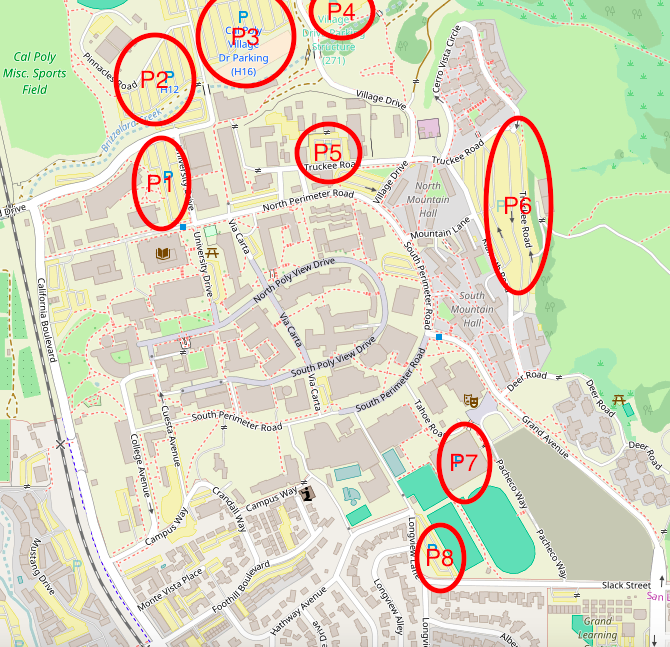 P4
P3
Cal Poly
Village
Dr Parking
(H16)
Village
Drive Parking
Structure
(271)
Cal Poly
Misc. Sports
Field
Pinnacles Road
P2
H12
Brizzolara Creek
Village Drive
Cerro Vista Circle
P5
Truckee Road
Truckee Road
P1
University Drive
North Perimeter Road
Village Drive
North
Mountain
Hall
P6
Truckee Road
Drive
Via Carta
University Drive
Mountain Lane
Klamath Road
California Boulevard
North Poly View Drive
South Perimeter Road
South
Mountain
Hall
Via Carta
South Poly View Drive
Via Carta
South Perimeter Road
Deer Road
Deer Road
Deer Road
Cuesta Avenue
South Perimeter Road
Tahoe Road
Grand Avenue
College Avenue
P7
Pacheco Way
Campus Way
Crandall Way
Campus Way
P8
Longview Lane
Pacheco Way
Mustang Drive
Monte Vista Place
Foothill Boulevard
Hathway Avenue
Longview Alley
Slack Street
San L
Grand
Learning